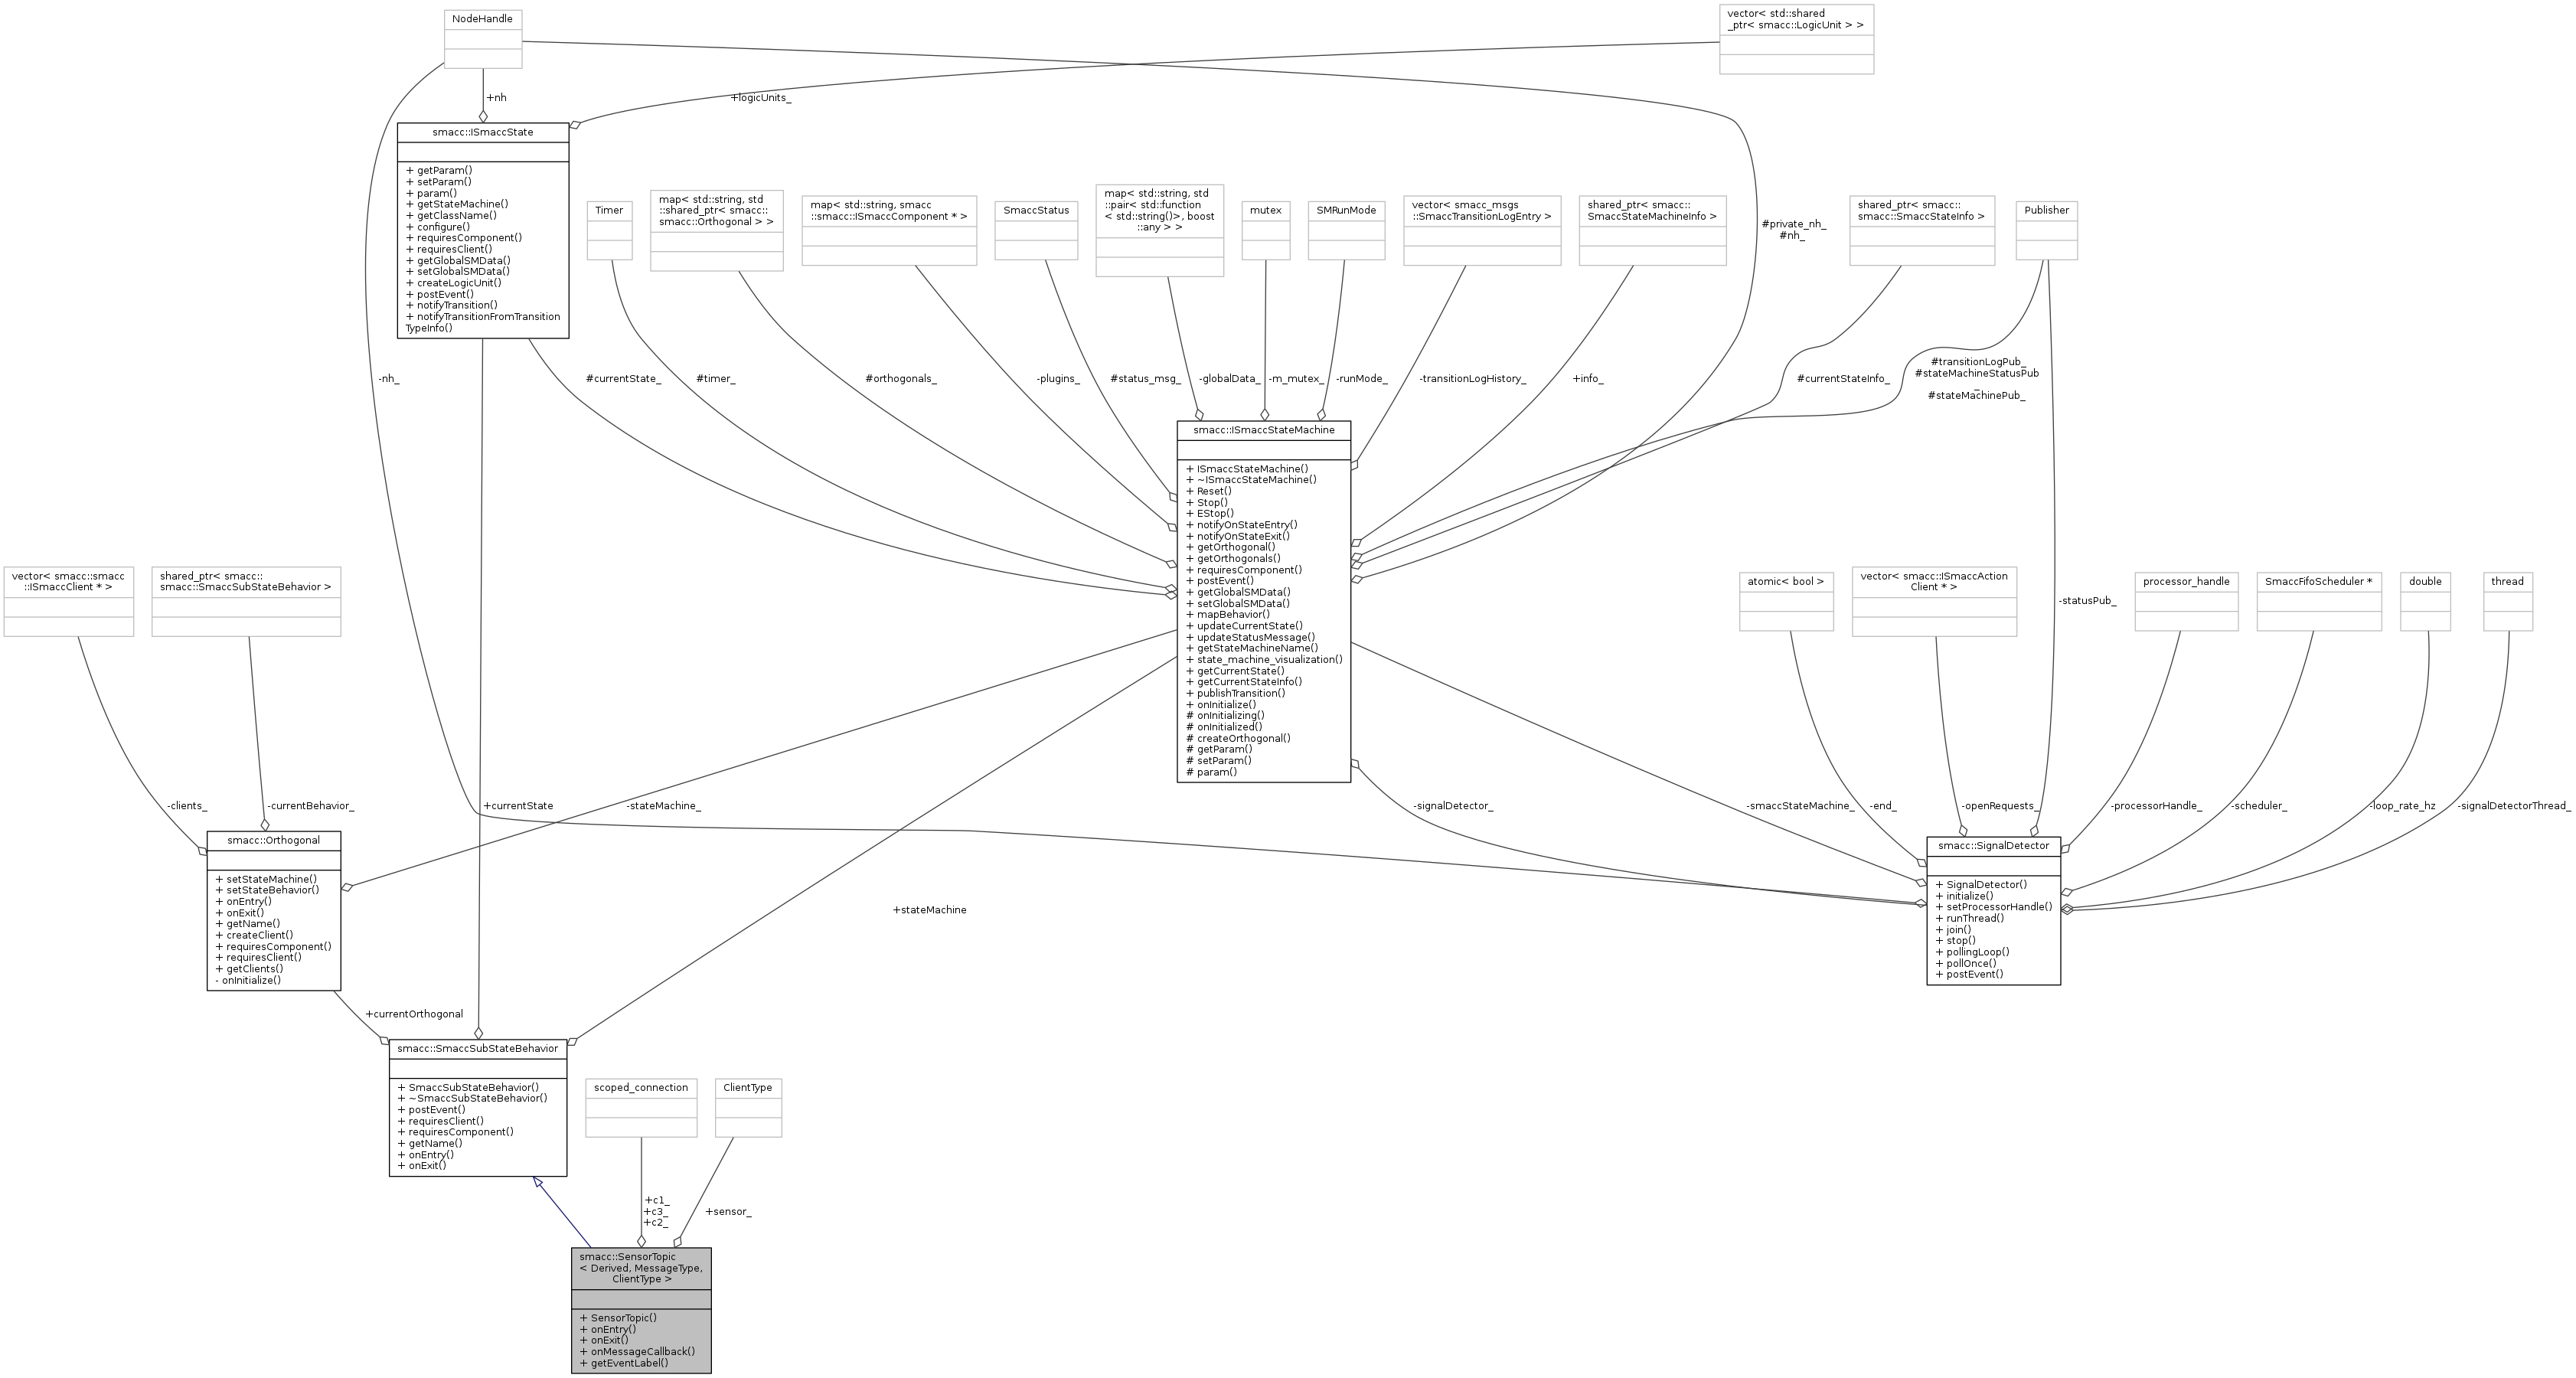 NodeHandle
vector< std::shared
_ptr< smacc::LogicUnit > >
+nh
+logicUnits_
smacc::ISmaccState
+ getParam()
+ setParam()
+ param()
+ getStateMachine()
+ getClassName()
+ configure()
+ requiresComponent()
+ requiresClient()
+ getGlobalSMData()
+ setGlobalSMData()
+ createLogicUnit()
+ postEvent()
+ notifyTransition()
+ notifyTransitionFromTransition
TypeInfo()
Timer
map< std::string, std
::shared_ptr< smacc::
smacc::Orthogonal > >
map< std::string, smacc
::smacc::ISmaccComponent * >
SmaccStatus
map< std::string, std
::pair< std::function
< std::string()>, boost
::any > >
mutex
SMRunMode
vector< smacc_msgs
::SmaccTransitionLogEntry >
shared_ptr< smacc::
SmaccStateMachineInfo >
#private_nh_
#nh_
shared_ptr< smacc::
smacc::SmaccStateInfo >
Publisher
-nh_
#currentState_
#timer_
#orthogonals_
-plugins_
#status_msg_
-globalData_
-m_mutex_
-runMode_
-transitionLogHistory_
+info_
#currentStateInfo_
#transitionLogPub_
#stateMachineStatusPub
_
#stateMachinePub_
smacc::ISmaccStateMachine
+ ISmaccStateMachine()
+ ~ISmaccStateMachine()
+ Reset()
+ Stop()
+ EStop()
+ notifyOnStateEntry()
+ notifyOnStateExit()
+ getOrthogonal()
+ getOrthogonals()
+ requiresComponent()
+ postEvent()
+ getGlobalSMData()
+ setGlobalSMData()
+ mapBehavior()
+ updateCurrentState()
+ updateStatusMessage()
+ getStateMachineName()
+ state_machine_visualization()
+ getCurrentState()
+ getCurrentStateInfo()
+ publishTransition()
+ onInitialize()
# onInitializing()
# onInitialized()
# createOrthogonal()
# getParam()
# setParam()
# param()
vector< smacc::smacc
::ISmaccClient * >
shared_ptr< smacc::
smacc::SmaccSubStateBehavior >
atomic< bool >
vector< smacc::ISmaccAction
Client * >
-statusPub_
processor_handle
SmaccFifoScheduler *
double
thread
-clients_
-currentBehavior_
+currentState
-stateMachine_
-signalDetector_
-smaccStateMachine_
-end_
-openRequests_
-processorHandle_
-scheduler_
-loop_rate_hz
-signalDetectorThread_
smacc::Orthogonal
+ setStateMachine()
+ setStateBehavior()
+ onEntry()
+ onExit()
+ getName()
+ createClient()
+ requiresComponent()
+ requiresClient()
+ getClients()
- onInitialize()
smacc::SignalDetector
+ SignalDetector()
+ initialize()
+ setProcessorHandle()
+ runThread()
+ join()
+ stop()
+ pollingLoop()
+ pollOnce()
+ postEvent()
+stateMachine
+currentOrthogonal
smacc::SmaccSubStateBehavior
+ SmaccSubStateBehavior()
+ ~SmaccSubStateBehavior()
+ postEvent()
+ requiresClient()
+ requiresComponent()
+ getName()
+ onEntry()
+ onExit()
scoped_connection
ClientType
+c1_
+c3_
+c2_
+sensor_
smacc::SensorTopic
< Derived, MessageType,
ClientType >
+ SensorTopic()
+ onEntry()
+ onExit()
+ onMessageCallback()
+ getEventLabel()